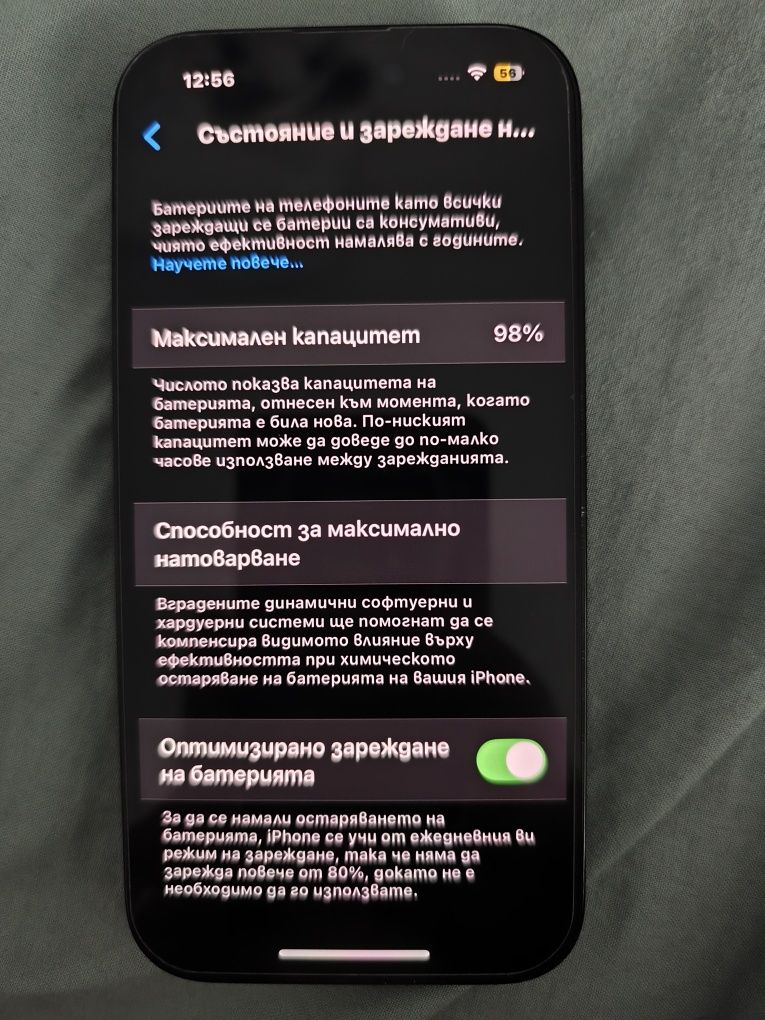 12:56
56
Състояние и зареждане н...
Батериите на телефоните като всички
зареждащи се батерии са консумативи,
чиято ефективност намалява с годините.
Научете повече...
Максимален капацитет 98%
Числото показва капацитета на
батерията, отнесен към момента, когато
батерията е била нова. По-ниският
капацитет може да доведе до по-малко
часове използване между зарежданията.
Способност за максимално
натоварване
Вградените динамични софтуерни и
хардуерни системи ще помогнат да се
компенсира видимото влияние върху
ефективността при химическото
остаряване на батерията на вашия iPhone.
Оптимизирано зареждане
на батерията
За да се намали остаряването на
батерията, iPhone се учи от ежедневния ви
режим на зареждане, така че няма да
зарежда повече от 80%, докато не е
необходимо да го използвате.